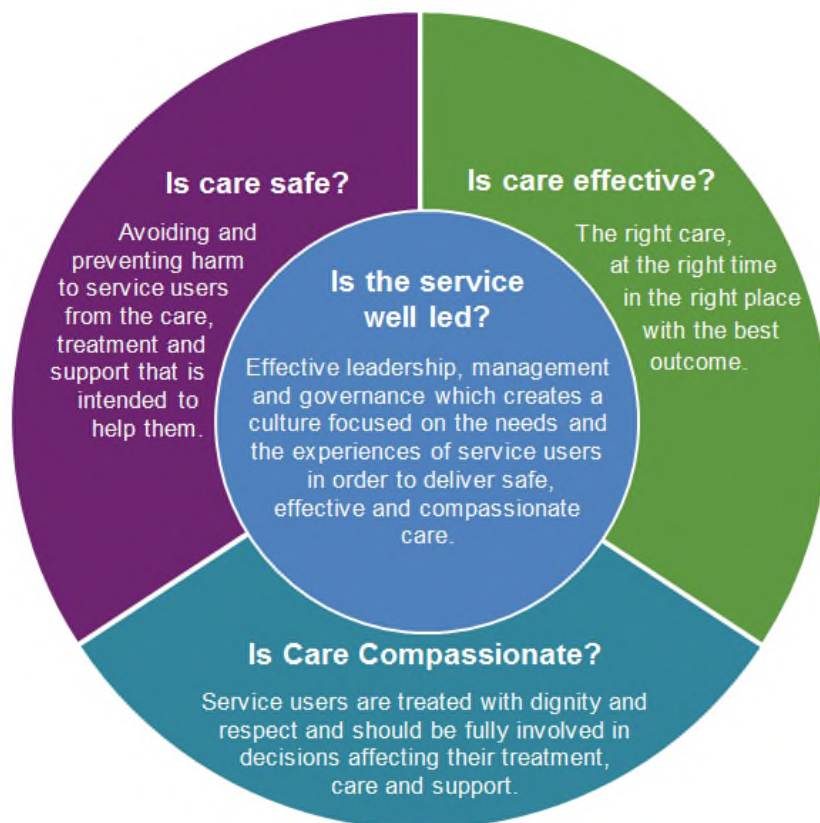 Is care safe?
Avoiding and
preventing harm
to service users
from the care,
treatment and
support that is
intended to
help them.
Is care effective?
The right care,
at the right time
in the right place
with the best
outcome.
Is the service
well led?
Effective leadership, management
and governance which creates a
culture focused on the needs and
the experiences of service users
in order to deliver safe,
effective and compassionate
care.
Is Care Compassionate?
Service users are treated with dignity and
respect and should be fully involved in
decisions affecting their treatment,
care and support.